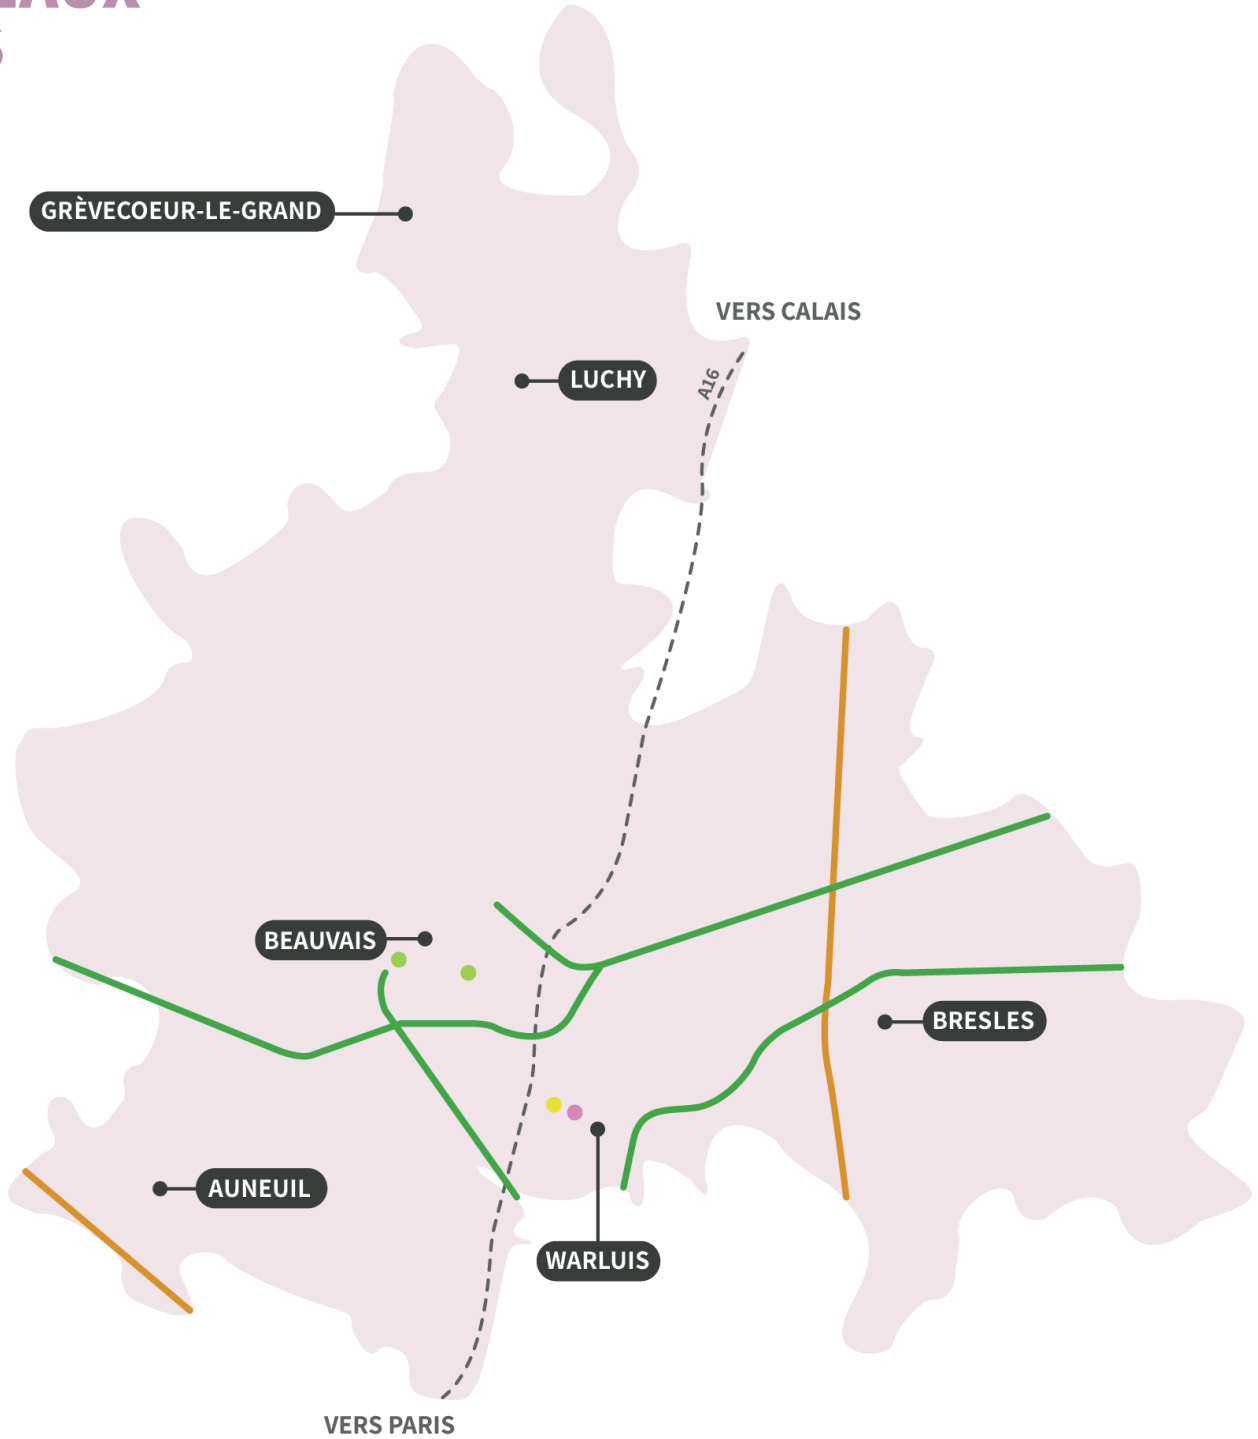 GRÈVECOEUR-LE-GRAND
VERS CALAIS
A16
LUCHY
BEAUVAIS
BRESLES
AUNEUIL
WARLUIS
VERS PARIS